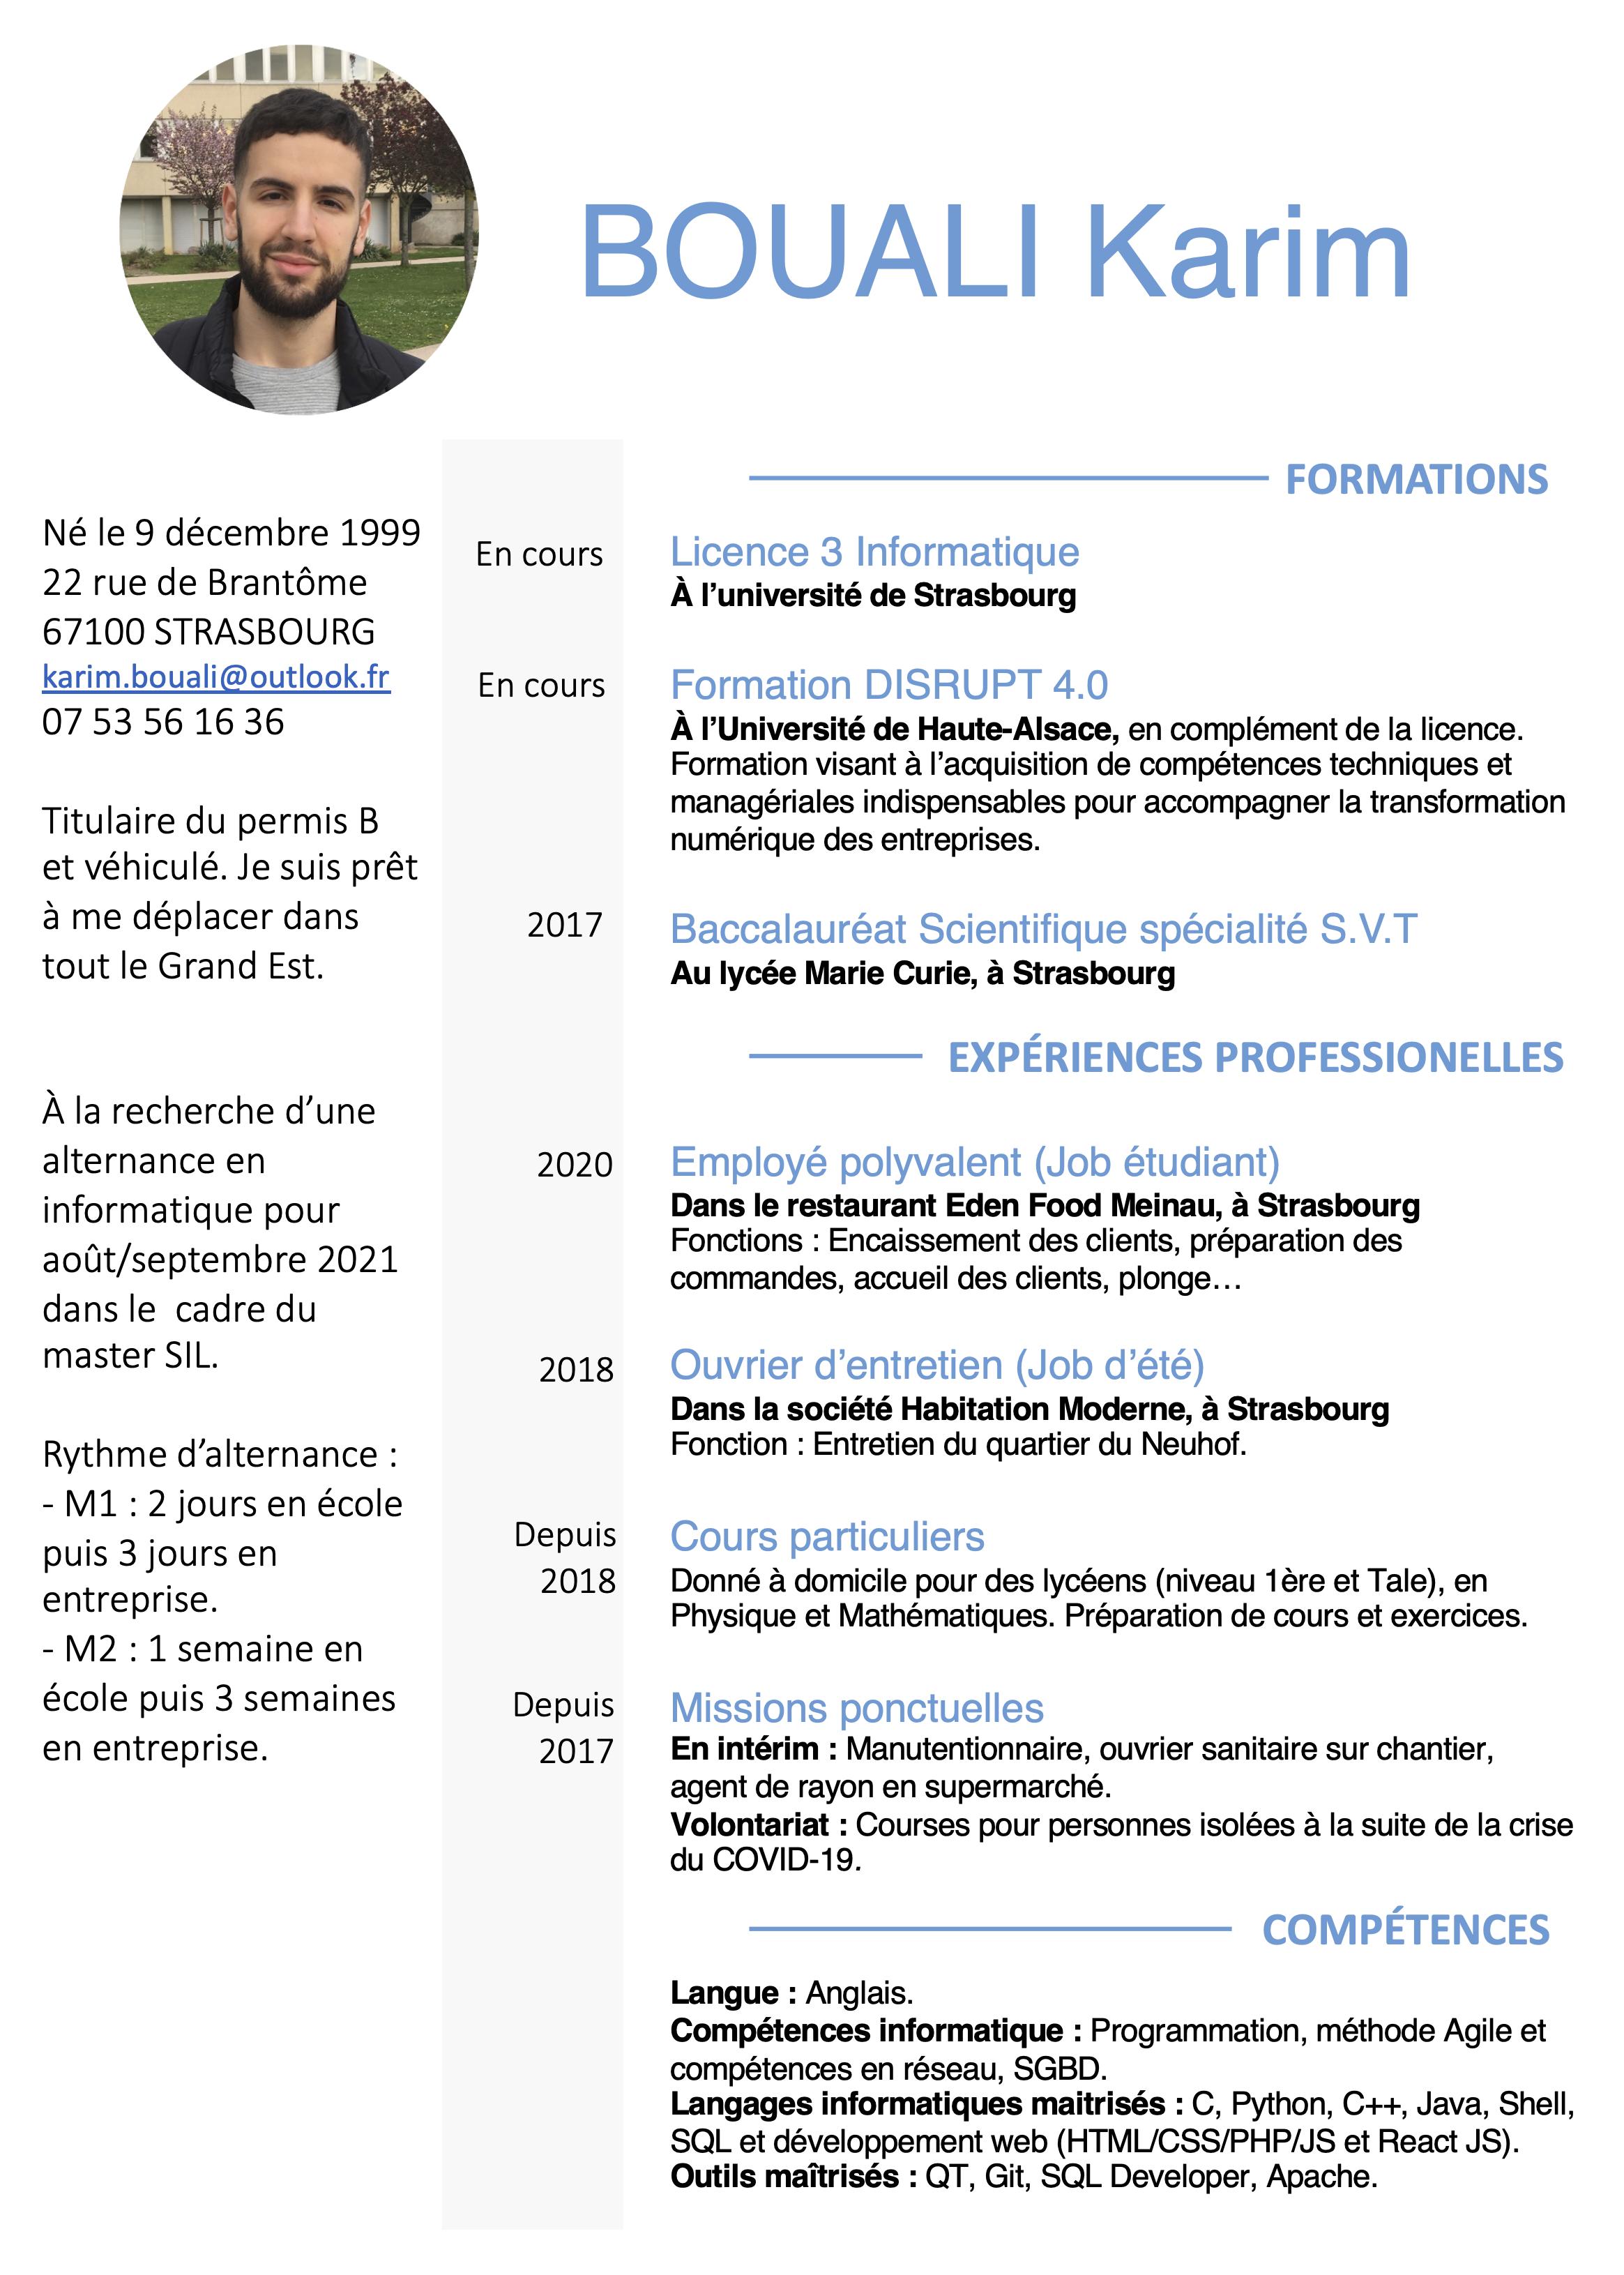 BOUALI Karim
Né le 9 décembre 1999
22 rue de Brantôme
67100 STRASBOURG
karim.bouali@outlook.fr
07 53 56 16 36
Titulaire du permis B
et véhiculé. Je suis prêt
à me déplacer dans
tout le Grand Est.
À la recherche d’une
alternance en
informatique pour
août/septembre 2021
dans le  cadre du
master SIL.
Rythme d’alternance :
- M1 : 2 jours en école
puis 3 jours en
entreprise.
- M2 : 1 semaine en
école puis 3 semaines
en entreprise.
FORMATIONS
En cours
Licence 3 Informatique
À l’université de Strasbourg
En cours
Formation DISRUPT 4.0
À l’Université de Haute-Alsace, en complément de la licence.
Formation visant à l’acquisition de compétences techniques et
managériales indispensables pour accompagner la transformation
numérique des entreprises.
2017
Baccalauréat Scientifique spécialité S.V.T
Au lycée Marie Curie, à Strasbourg
EXPÉRIENCES PROFESSIONELLES
2020
Employé polyvalent (Job étudiant)
Dans le restaurant Eden Food Meinau, à Strasbourg
Fonctions : Encaissement des clients, préparation des
commandes, accueil des clients, plonge…
2018
Ouvrier d’entretien (Job d’été)
Dans la société Habitation Moderne, à Strasbourg
Fonction : Entretien du quartier du Neuhof.
Depuis
2018
Cours particuliers
Donné à domicile pour des lycéens (niveau 1ère et Tale), en
Physique et Mathématiques. Préparation de cours et exercices.
Depuis
2017
Missions ponctuelles
En intérim : Manutentionnaire, ouvrier sanitaire sur chantier,
agent de rayon en supermarché.
Volontariat : Courses pour personnes isolées à la suite de la crise
du COVID-19.
COMPÉTENCES
Langue : Anglais.
Compétences informatique : Programmation, méthode Agile et
compétences en réseau, SGBD.
Langages informatiques maitrisés : C, Python, C++, Java, Shell,
SQL et développement web (HTML/CSS/PHP/JS et React JS).
Outils maîtrisés : QT, Git, SQL Developer, Apache.